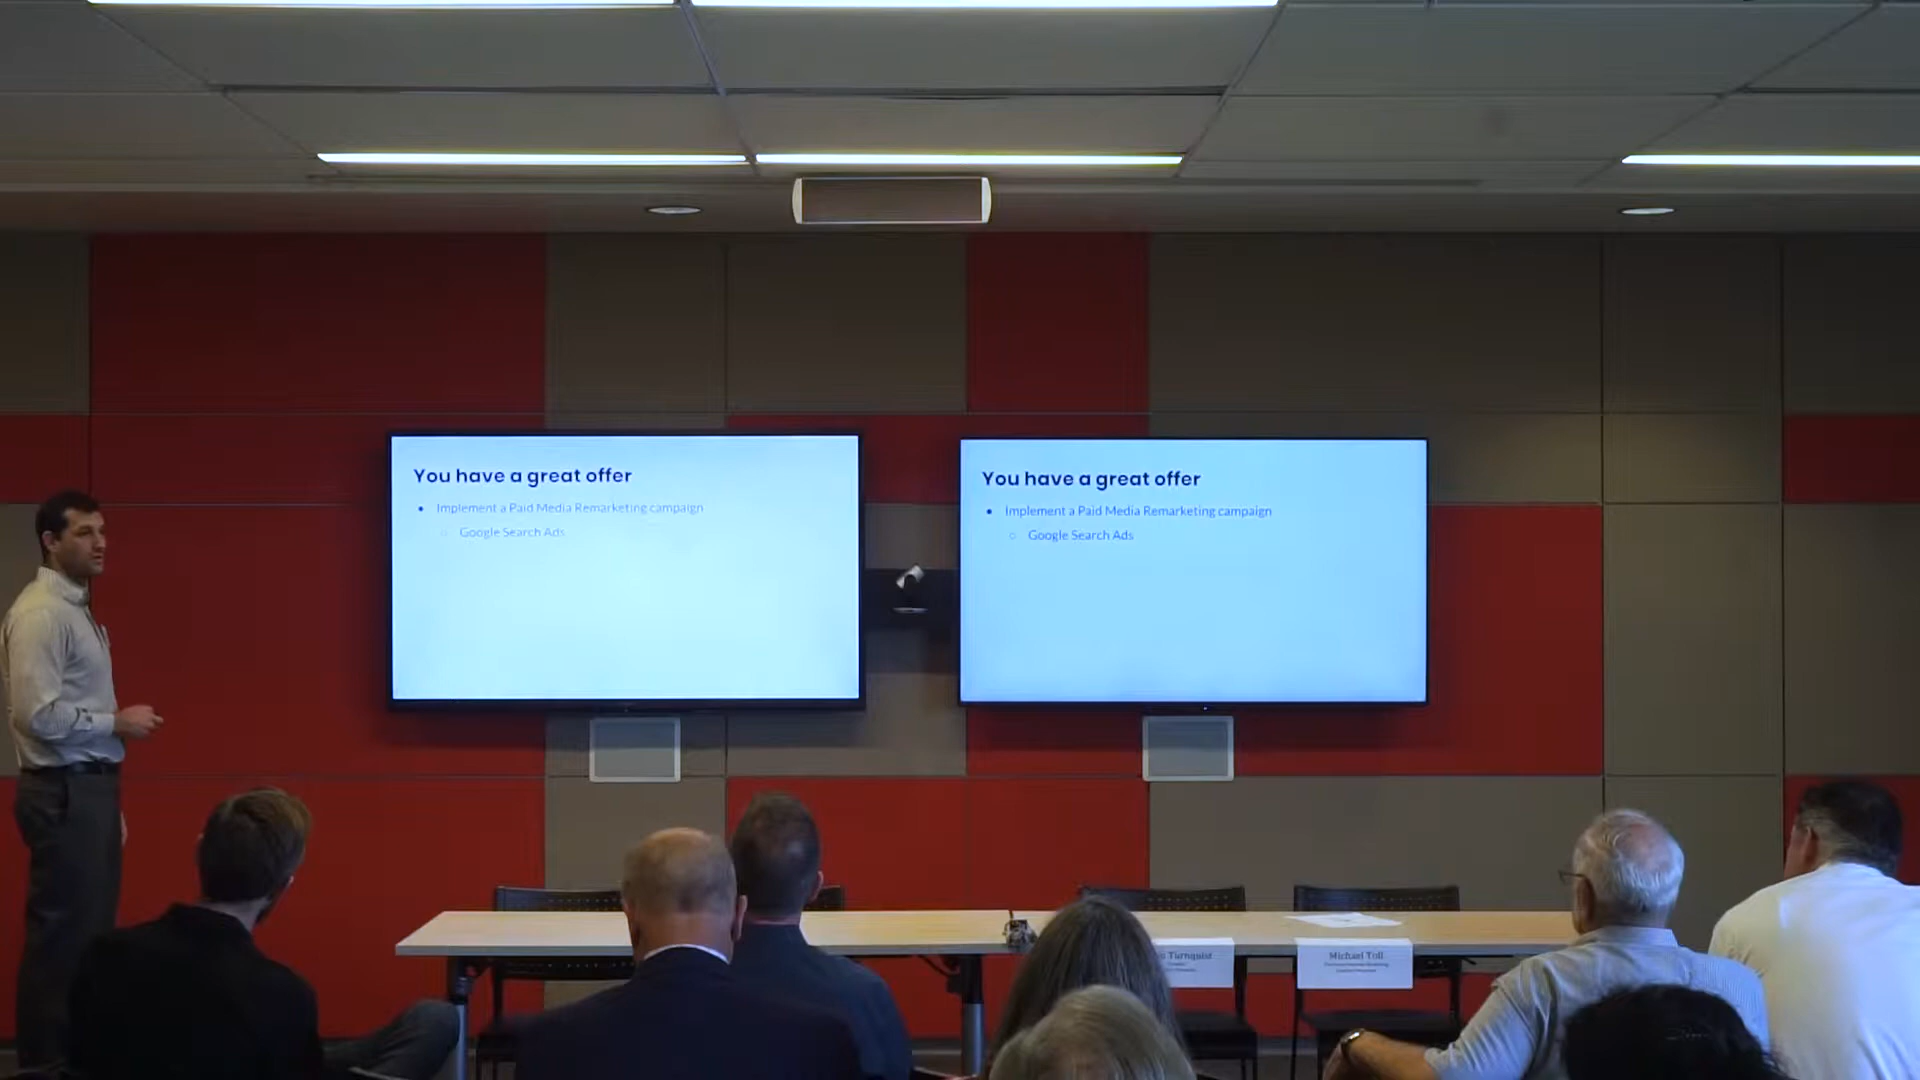 You have a great offer
• Implement a Paid Media Remarketing campaign
○ Google Search Ads
You have a great offer
• Implement a Paid Media Remarketing campaign
○ Google Search Ads
Turnquist
Michael Toll